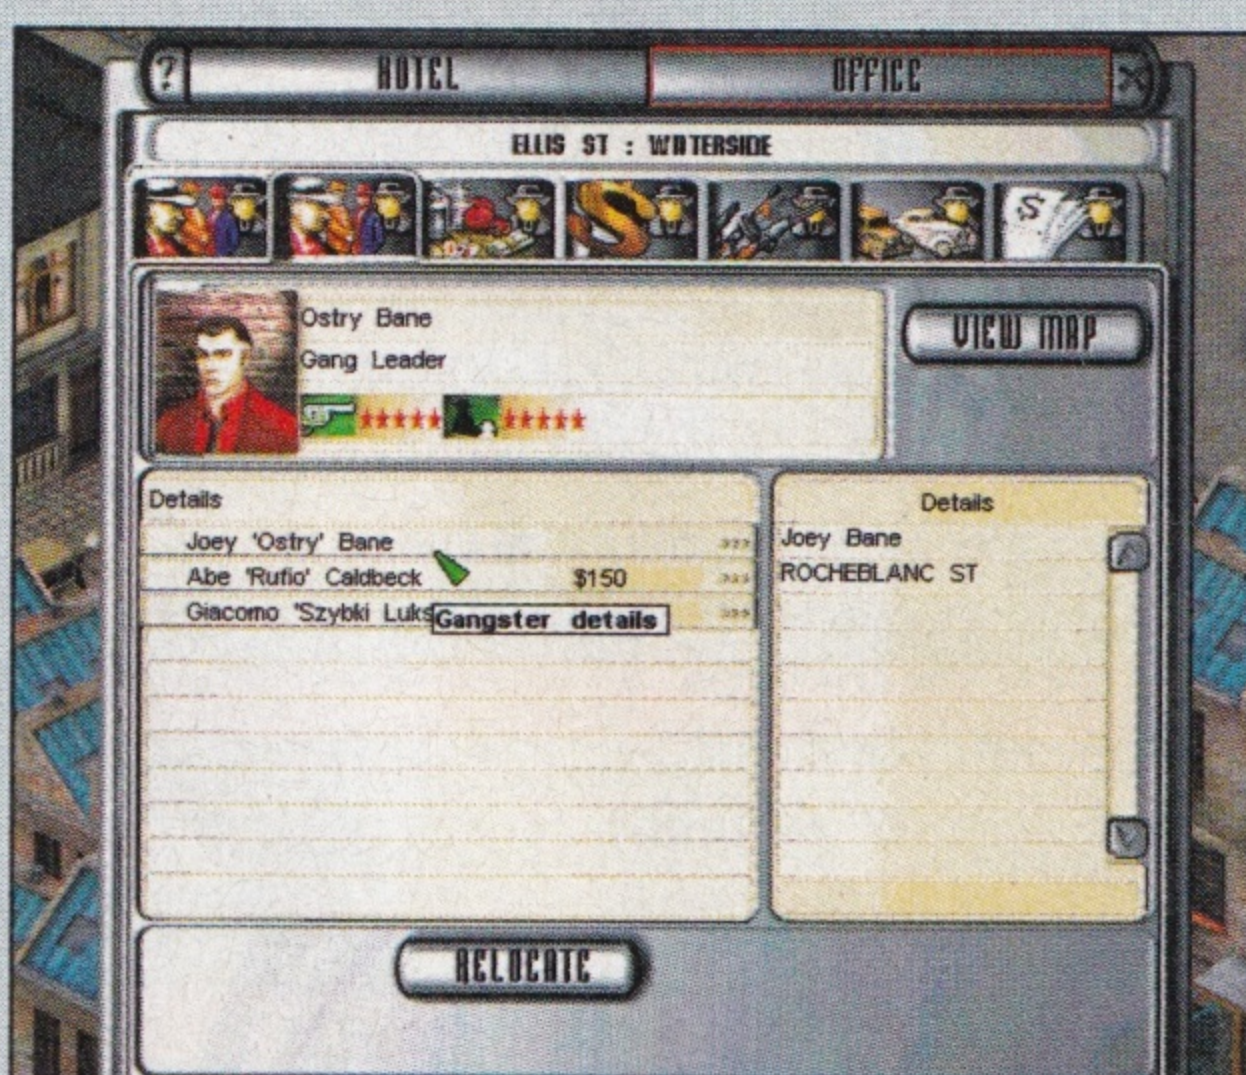 ?
HOTEL
OFFICE
X
ELLIS ST : WATERSIDE
Ostry Bane
Gang Leader
VIEW MAP
Details
Joey 'Ostry' Bane >>>
Abe 'Rufio' Caldbeck $150 >>>
Giacomo 'Szybki Luks >>>
Gangster details
Details
Joey Bane
ROCHEBLANC ST
RELOCATE